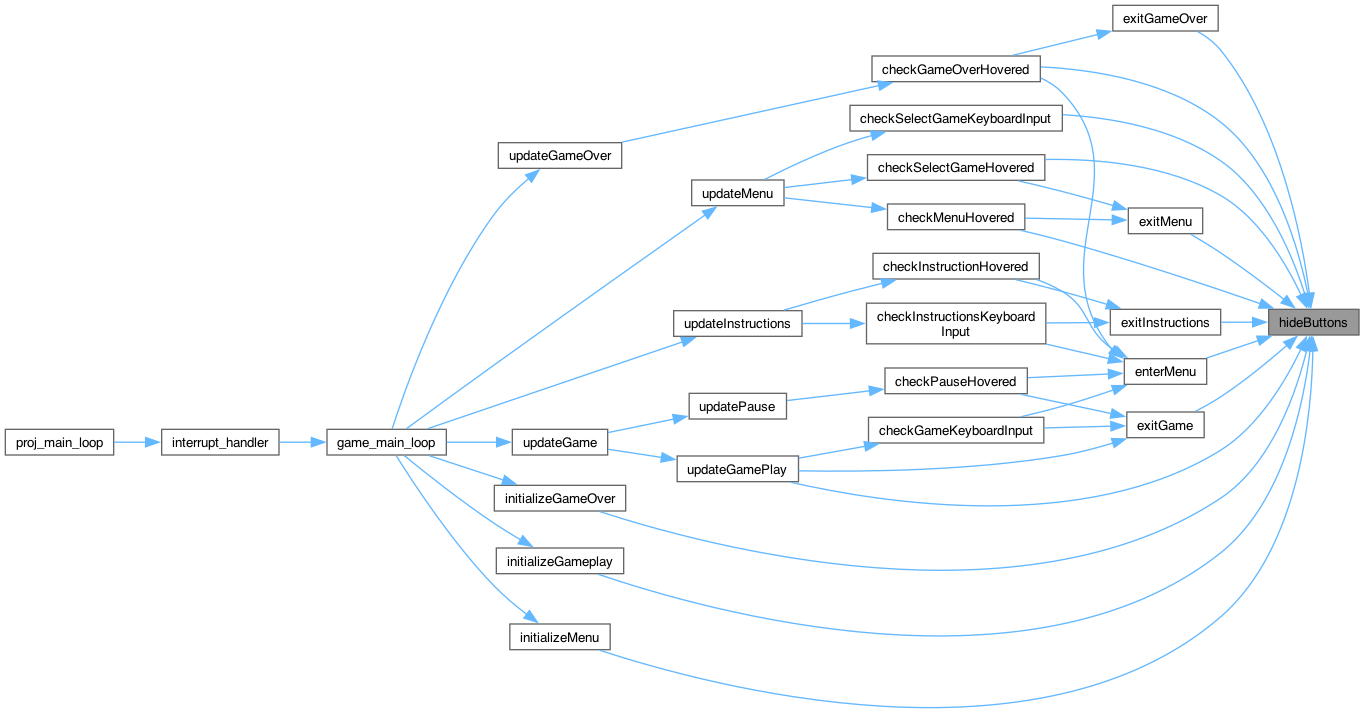 exitGameOver
checkGameOverHovered
checkSelectGameKeyboardInput
updateGameOver
checkSelectGameHovered
updateMenu
checkMenuHovered
exitMenu
checkInstructionHovered
checkInstructionsKeyboard
Input
updateInstructions
exitInstructions
hideButtons
enterMenu
checkPauseHovered
updatePause
exitGame
checkGameKeyboardInput
proj_main_loop
interrupt_handler
game_main_loop
updateGame
updateGamePlay
initializeGameOver
initializeGameplay
initializeMenu